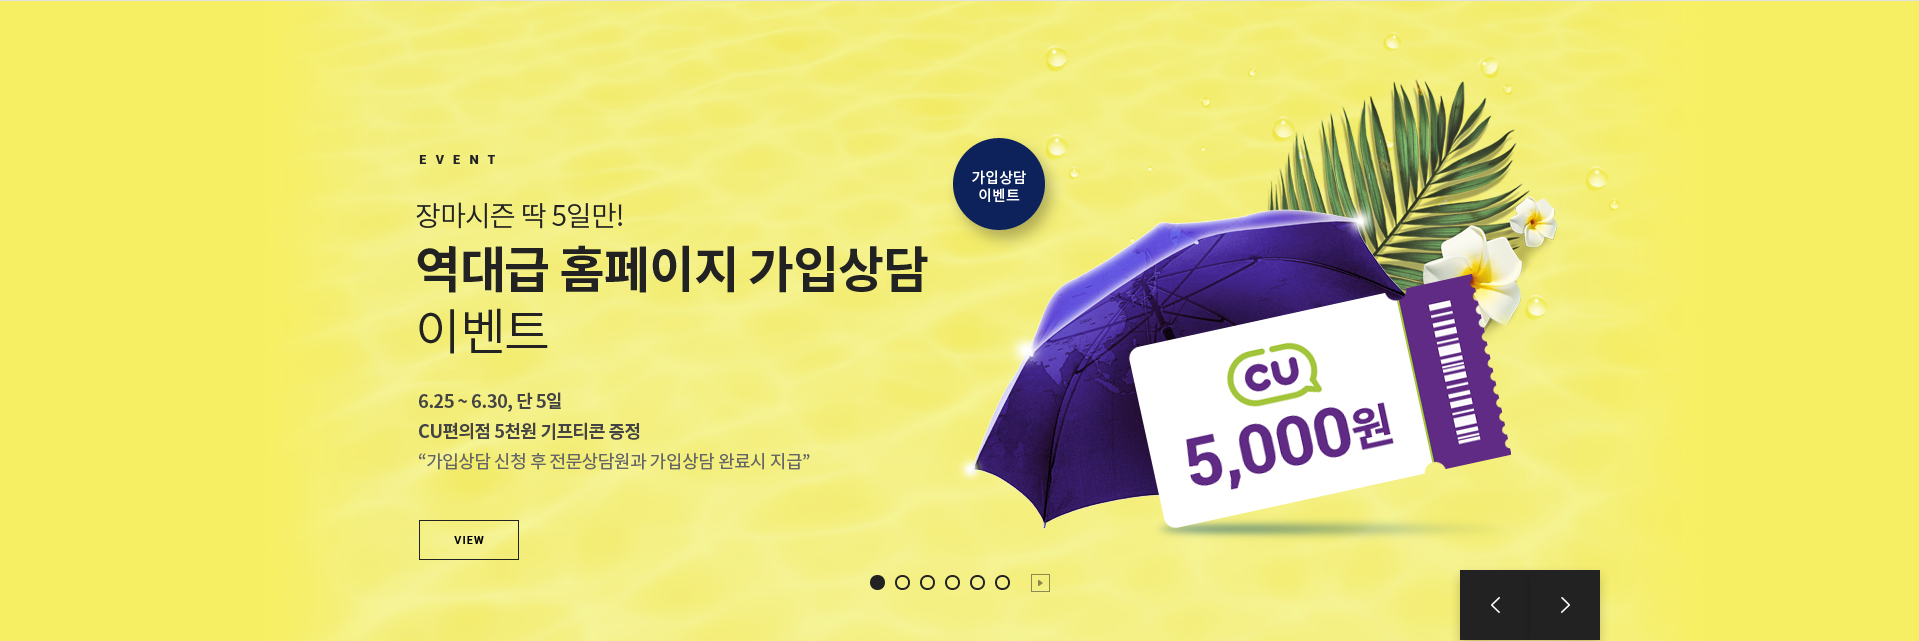 EVENT
장마시즌 딱 5일만!
역대급 홈페이지 가입상담
이벤트
6.25 ~ 6.30, 단 5일
CU편의점 5천원 기프티콘 증정
“가입상담 신청 후 전문상담원과 가입상담 완료시 지급”
VIEW
가입상담
이벤트
CU
5,000원